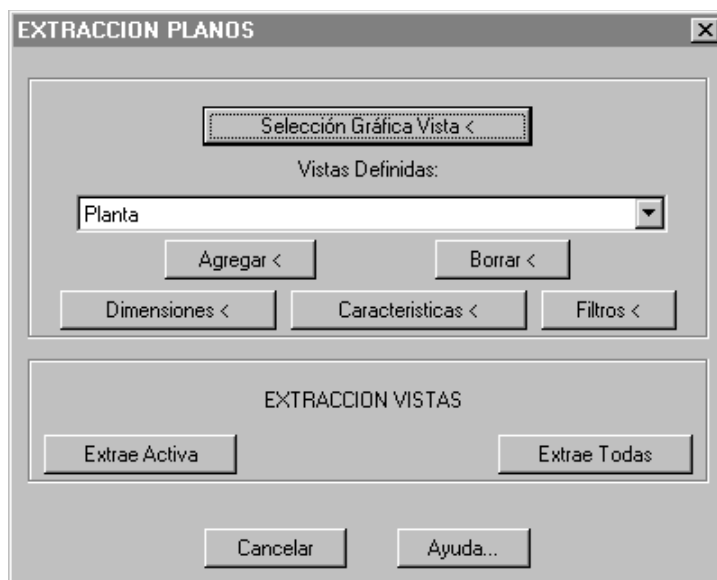 EXTRACCION PLANOS
Selección Gráfica Vista <
Vistas Definidas:
Planta
Agregar < Borrar <
Dimensiones < Caracteristicas < Filtros <
EXTRACCION VISTAS
Extrae Activa Extrae Todas
Cancelar Ayuda...